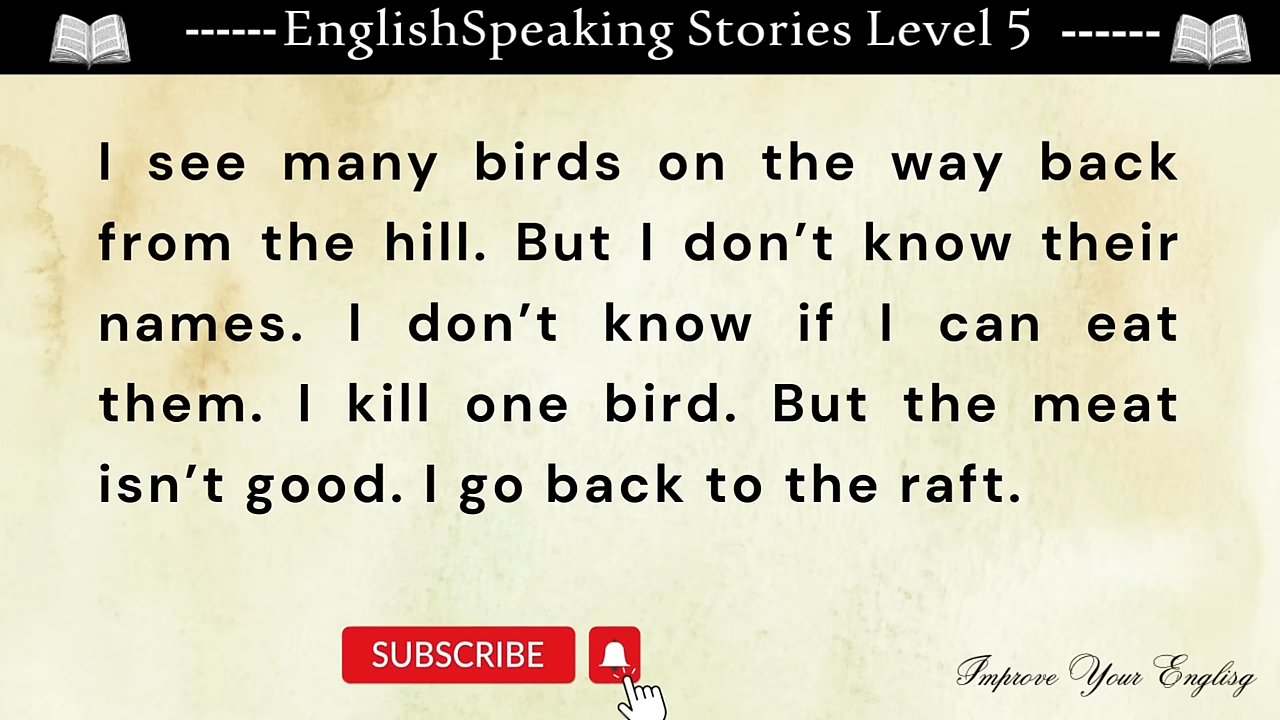 ------EnglishSpeaking Stories Level 5 ------
I see many birds on the way back
from the hill. But I don’t know their
names. I don’t know if I can eat
them. I kill one bird. But the meat
isn’t good. I go back to the raft.
SUBSCRIBE
Improve Your Englisg